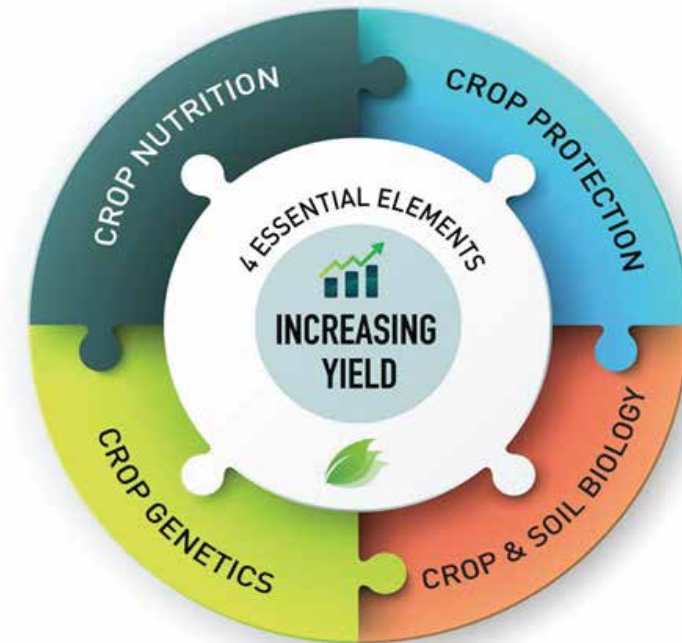 CROP NUTRITION
CROP PROTECTION
4 ESSENTIAL ELEMENTS
INCREASING
YIELD
CROP GENETICS
CROP & SOIL BIOLOGY